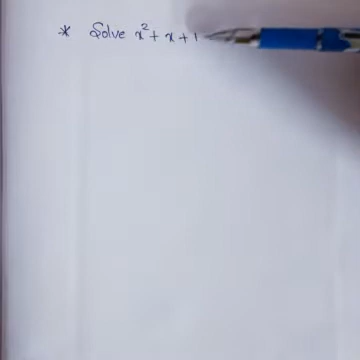 * Solve x² + x + 1